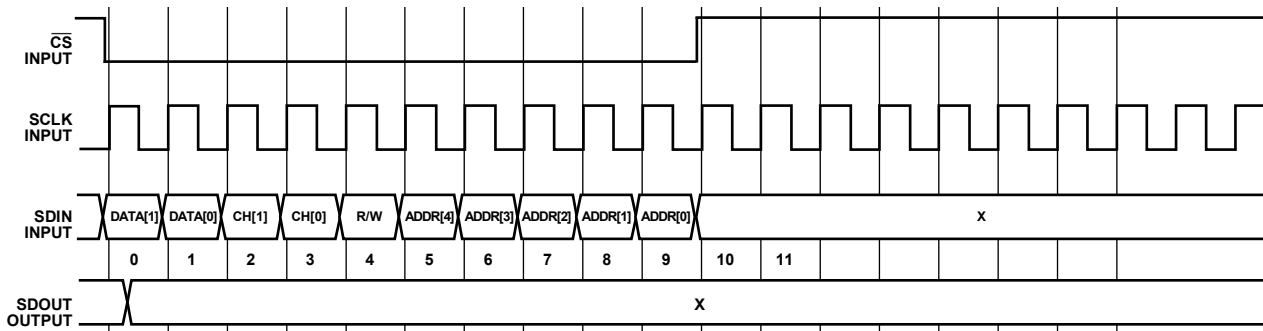 CS
INPUT
SCLK
INPUT
SDIN
INPUT
DATA[1] DATA[0] CH[1] CH[0] R/W ADDR[4] ADDR[3] ADDR[2] ADDR[1] ADDR[0] X
0 1 2 3 4 5 6 7 8 9 10 11
SDOUT
OUTPUT
X